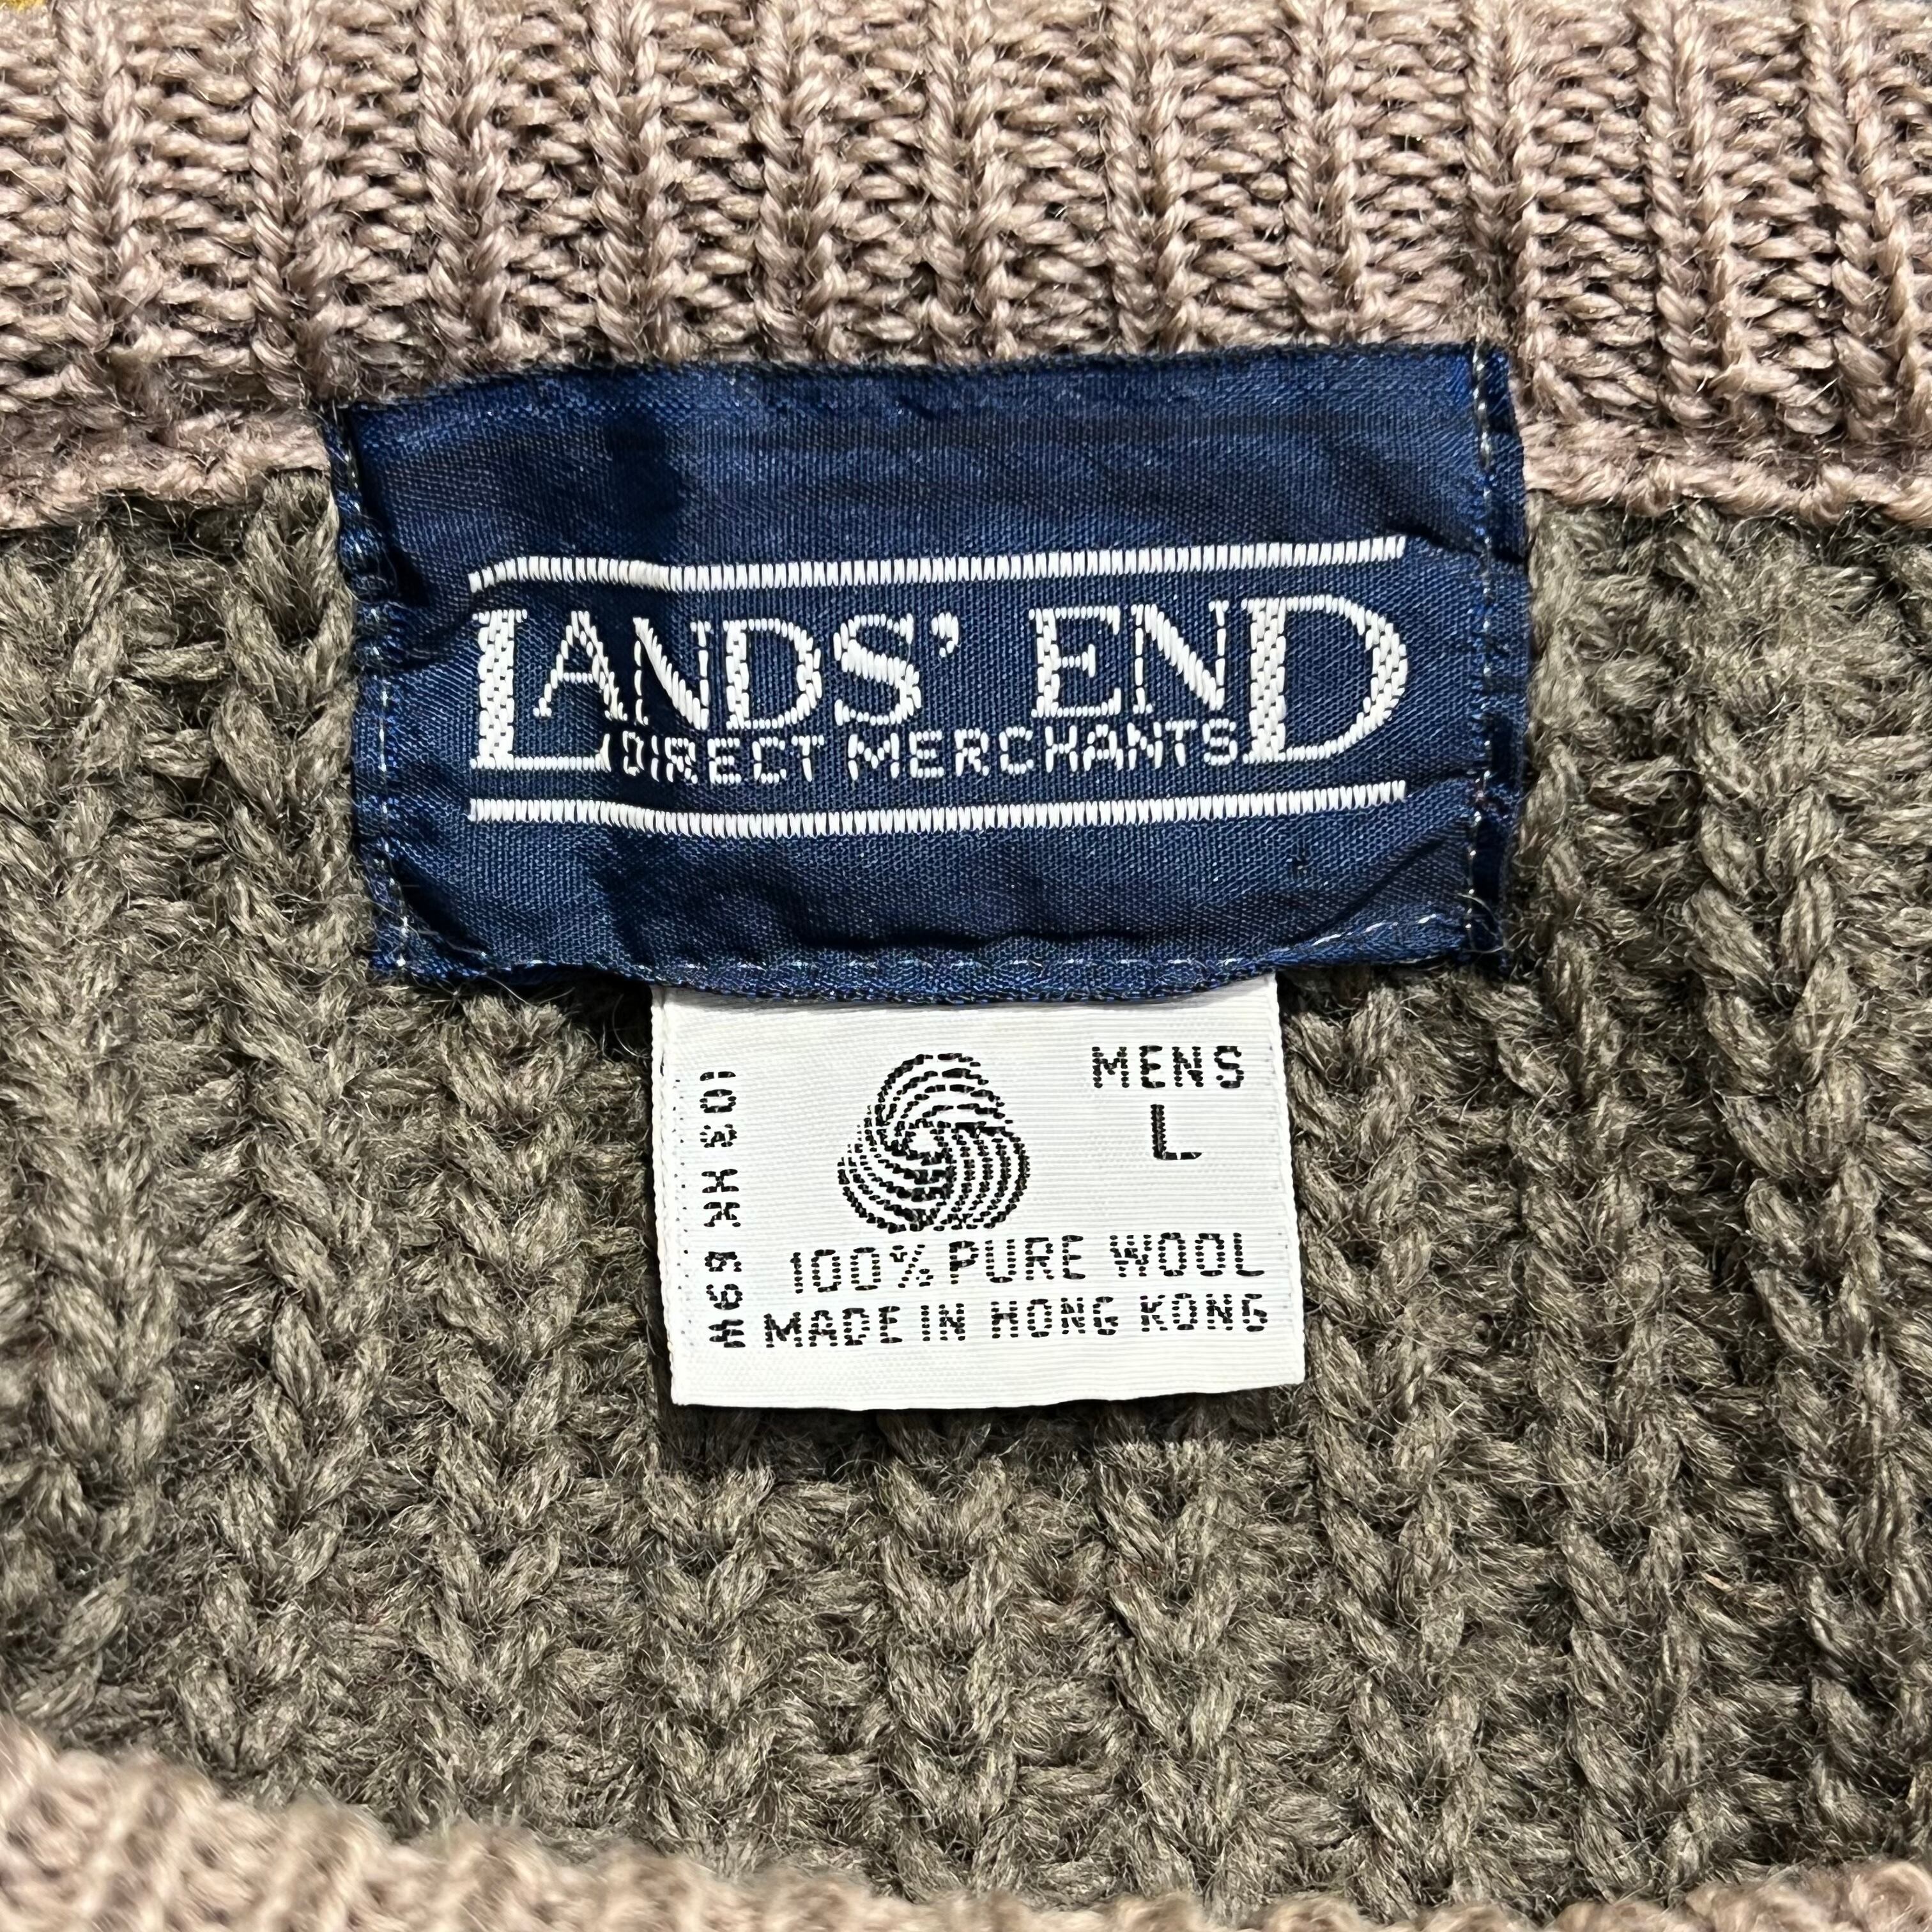 LANDS' END
DIRECT MERCHANTS
MENS
L
100% PURE WOOL
MADE IN HONG KONG